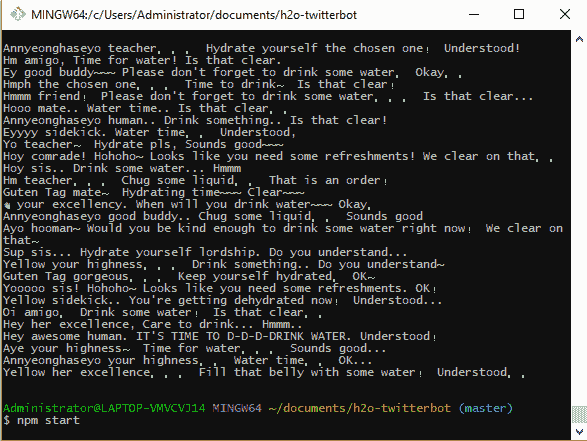 MINGW64:/c/Users/Administrator/documents/h2o-twitterbot
Annyeonghaseyo teacher, , ,  Hydrate yourself the chosen one¡  Understood!
Hm amigo, Time for water! Is that clear.
Ey good buddy~~~ Please don't forget to drink some water,  Okay, ,
Hmph the chosen one, , ,  Time to drink~  Is that clear¡
Hmmm friend¡  Please don't forget to drink some water, , ,  Is that clear...
Hooo mate.. Water time.. Is that clear, ,
Annyeonghaseyo human.. Drink something.. Is that clear!
Eyyyy sidekick. Water time, ,  Understood,
Yo teacher~  Hydrate pls, Sounds good~~~
Hoy comrade! Hohoho~ Looks like you need some refreshments! We clear on that, ,
Hoy sis.. Drink some water... Hmmm
Hm teacher, , ,  Chug some liquid, ,  That is an order¡
Guten Tag mate~  Hydrating time~~~ Clear~~~
your excellency. When will you drink water~~~ Okay,
Annyeonghaseyo good buddy.. Chug some liquid, ,  Sounds good
Ayo hooman~ Would you be kind enough to drink some water right now¡  We clear on
that~
Sup sis... Hydrate yourself lordship. Do you understand...
Yellow your highness, , ,  Drink something.. Do you understand~
Guten Tag gorgeous, , ,  Keep yourself hydrated,  OK~
Yooooo sis! Hohoho~ Looks like you need some refreshments. OK¡
Yellow sidekick.. You're getting dehydrated now¡  Understood...
Oi amigo,  Drink some water¡  Is that clear, ,
Hey her excellence, Care to drink... Hmmm..
Hey awesome human. IT'S TIME TO D-D-D-DRINK WATER. Understood¡
Aye your highness~  Time for water, , ,  Sounds good...
Annyeonghaseyo your highness, ,  Water time, ,  OK...
Yellow her excellence, , ,  Fill that belly with some water¡  Understood, ,
Administrator@LAPTOP-VMVCVJ14 MINGW64 ~/documents/h2o-twitterbot (master)
$ npm start